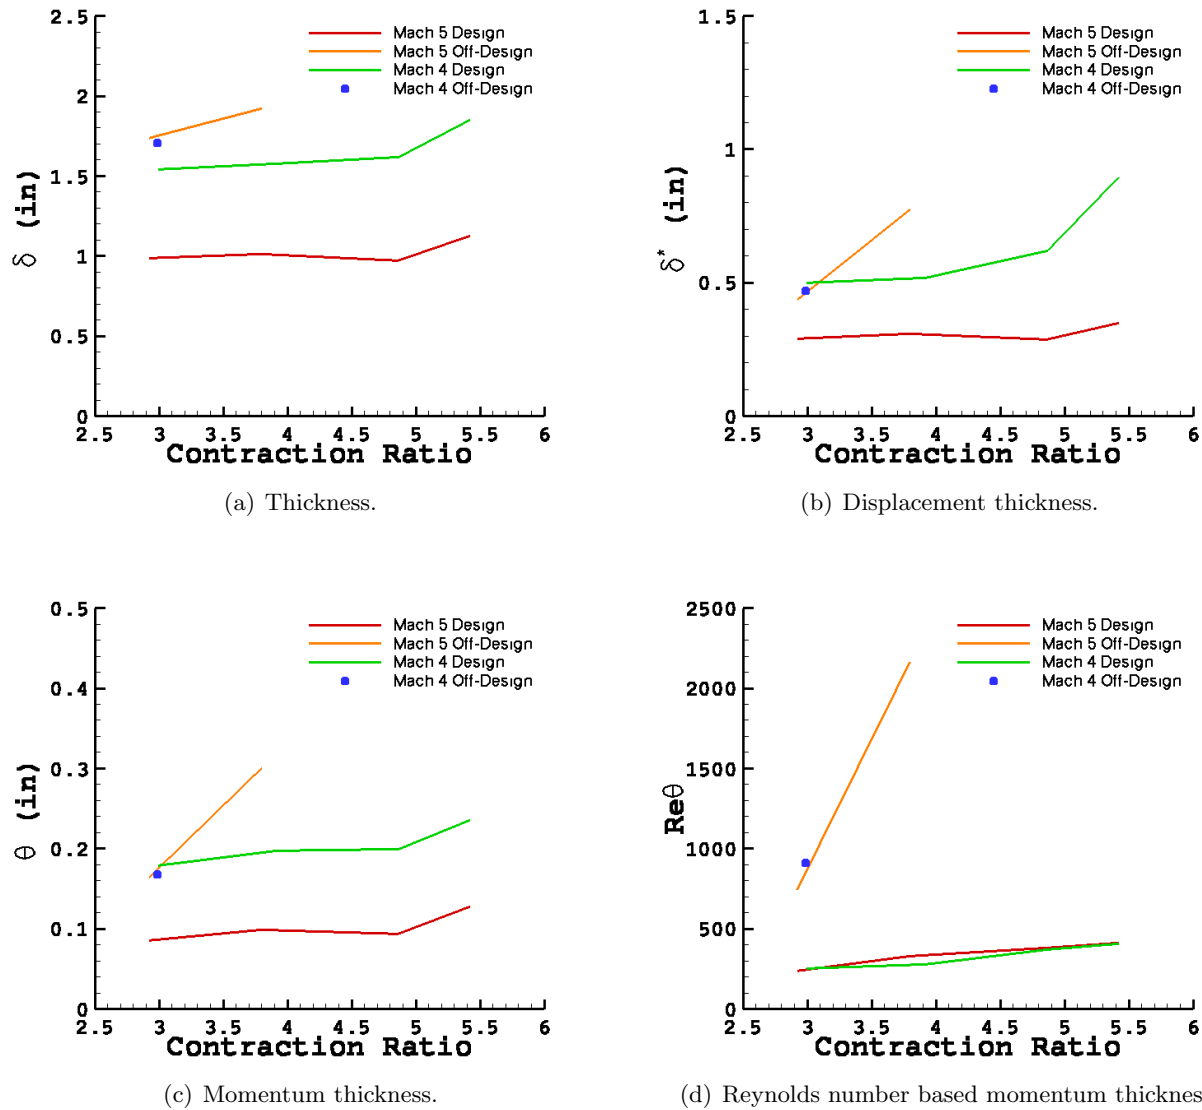 2.5
2
1.5
1
0.5
0
δ (in)
Mach 5 Design
Mach 5 Off-Design
Mach 4 Design
Mach 4 Off-Design
2.5 3 3.5 4 4.5 5 5.5 6
Contraction Ratio
(a) Thickness.
1.5
1
0.5
0
δ* (in)
Mach 5 Design
Mach 5 Off-Design
Mach 4 Design
Mach 4 Off-Design
2.5 3 3.5 4 4.5 5 5.5 6
Contraction Ratio
(b) Displacement thickness.
0.5
0.4
0.3
0.2
0.1
0
θ (in)
Mach 5 Design
Mach 5 Off-Design
Mach 4 Design
Mach 4 Off-Design
2.5 3 3.5 4 4.5 5 5.5 6
Contraction Ratio
(c) Momentum thickness.
2500
2000
1500
1000
500
0
Reθ
Mach 5 Design
Mach 5 Off-Design
Mach 4 Design
Mach 4 Off-Design
2.5 3 3.5 4 4.5 5 5.5 6
Contraction Ratio
(d) Reynolds number based momentum thicknes